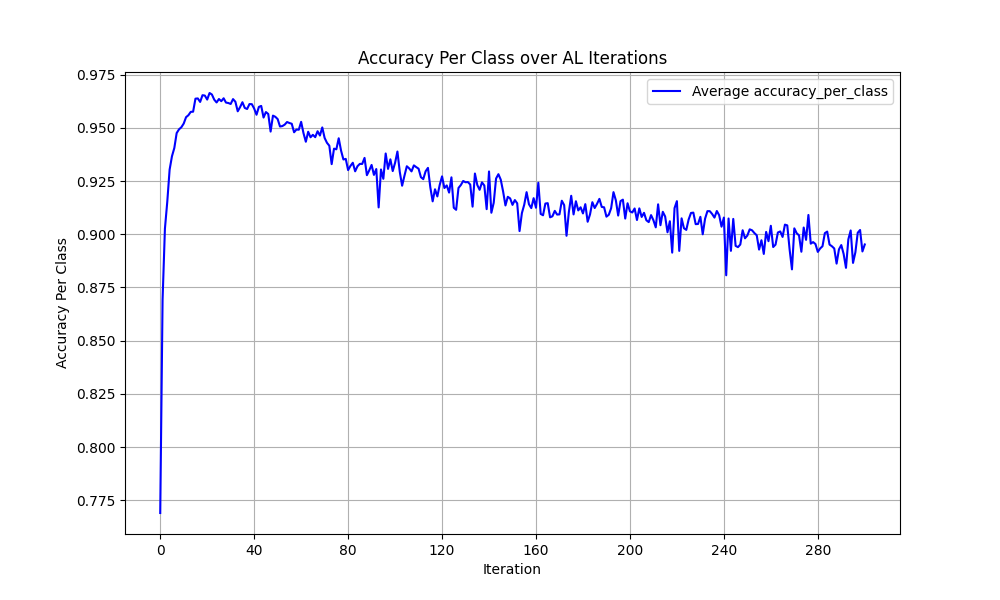 Accuracy Per Class over AL Iterations
Average accuracy_per_class
Accuracy Per Class
0.975
0.950
0.925
0.900
0.875
0.850
0.825
0.800
0.775
0 40 80 120 160 200 240 280
Iteration